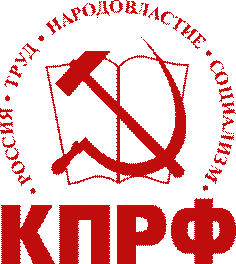 РОССИЯ • ТРУД • НАРОДОВЛАСТИЕ • СОЦИАЛИЗМ •
КПРФ